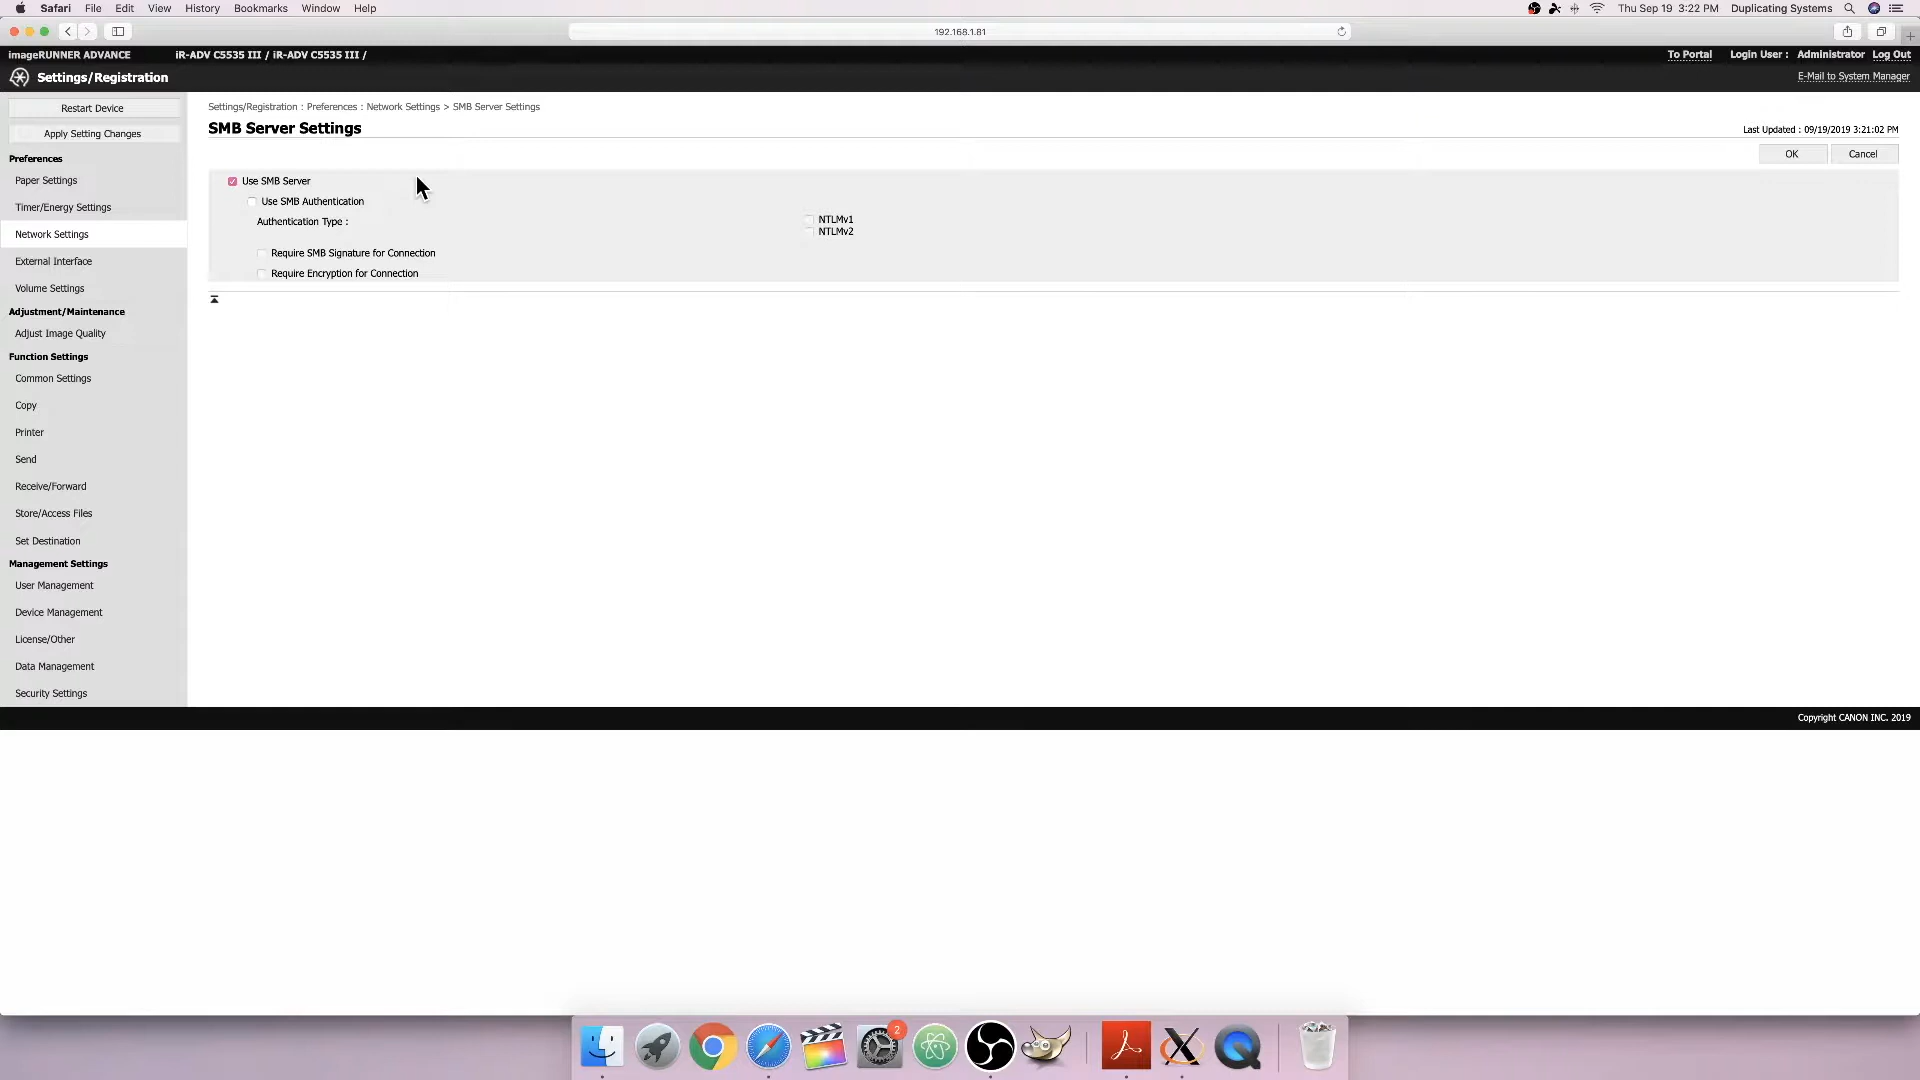 Safari File Edit View History Bookmarks Window Help
Thu Sep 19 3:22 PM Duplicating Systems
192.168.1.81
imageRUNNER ADVANCE iR-ADV C5535 III / iR-ADV C5535 III /
To Portal Login User : Administrator Log Out
Settings/Registration
E-Mail to System Manager
Restart Device
Apply Setting Changes
Preferences
Paper Settings
Timer/Energy Settings
Network Settings
External Interface
Volume Settings
Adjustment/Maintenance
Adjust Image Quality
Function Settings
Common Settings
Copy
Printer
Send
Receive/Forward
Store/Access Files
Set Destination
Management Settings
User Management
Device Management
License/Other
Data Management
Security Settings
Settings/Registration : Preferences : Network Settings > SMB Server Settings
SMB Server Settings
Last Updated : 09/19/2019 3:21:02 PM
OK Cancel
Use SMB Server
Use SMB Authentication
Authentication Type :
NTLMv1
NTLMv2
Require SMB Signature for Connection
Require Encryption for Connection
Copyright CANON INC. 2019
2